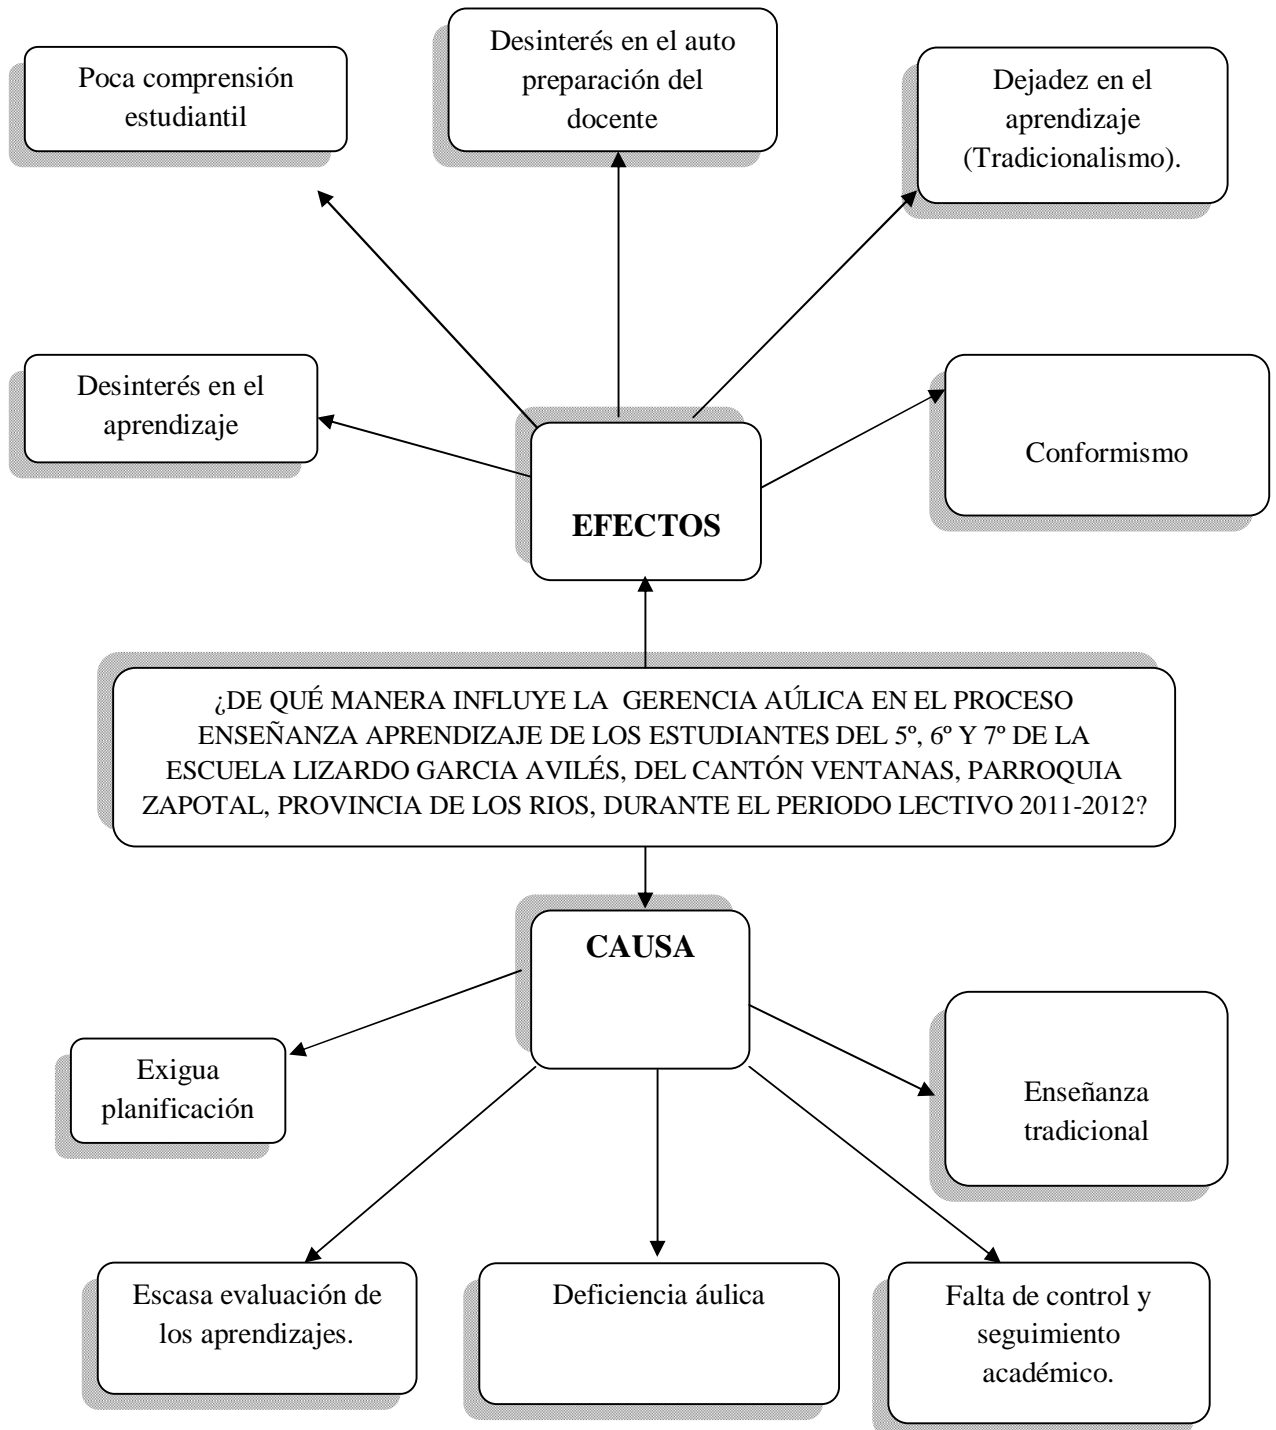 Poca comprensión
estudiantil
Desinterés en el auto
preparación del
docente
Dejadez en el
aprendizaje
(Tradicionalismo).
Desinterés en el
aprendizaje
Conformismo
EFECTOS
¿DE QUÉ MANERA INFLUYE LA  GERENCIA AÚLICA EN EL PROCESO
ENSEÑANZA APRENDIZAJE DE LOS ESTUDIANTES DEL 5º, 6º Y 7º DE LA
ESCUELA LIZARDO GARCIA AVILÉS, DEL CANTÓN VENTANAS, PARROQUIA
ZAPOTAL, PROVINCIA DE LOS RIOS, DURANTE EL PERIODO LECTIVO 2011-2012?
CAUSA
Exigua
planificación
Enseñanza
tradicional
Escasa evaluación de
los aprendizajes.
Deficiencia áulica
Falta de control y
seguimiento
académico.